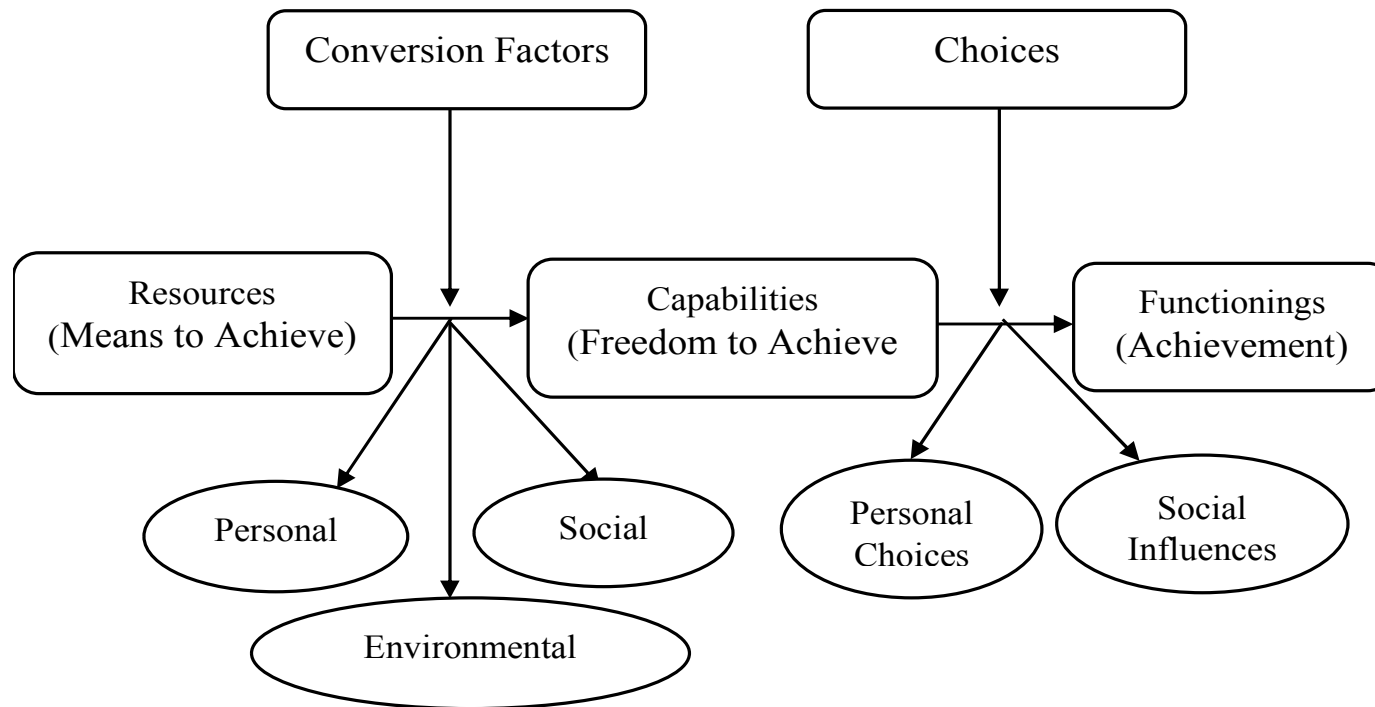 Conversion Factors
Choices
Resources
(Means to Achieve)
Capabilities
(Freedom to Achieve
Functionings
(Achievement)
Personal
Social
Environmental
Personal
Choices
Social
Influences